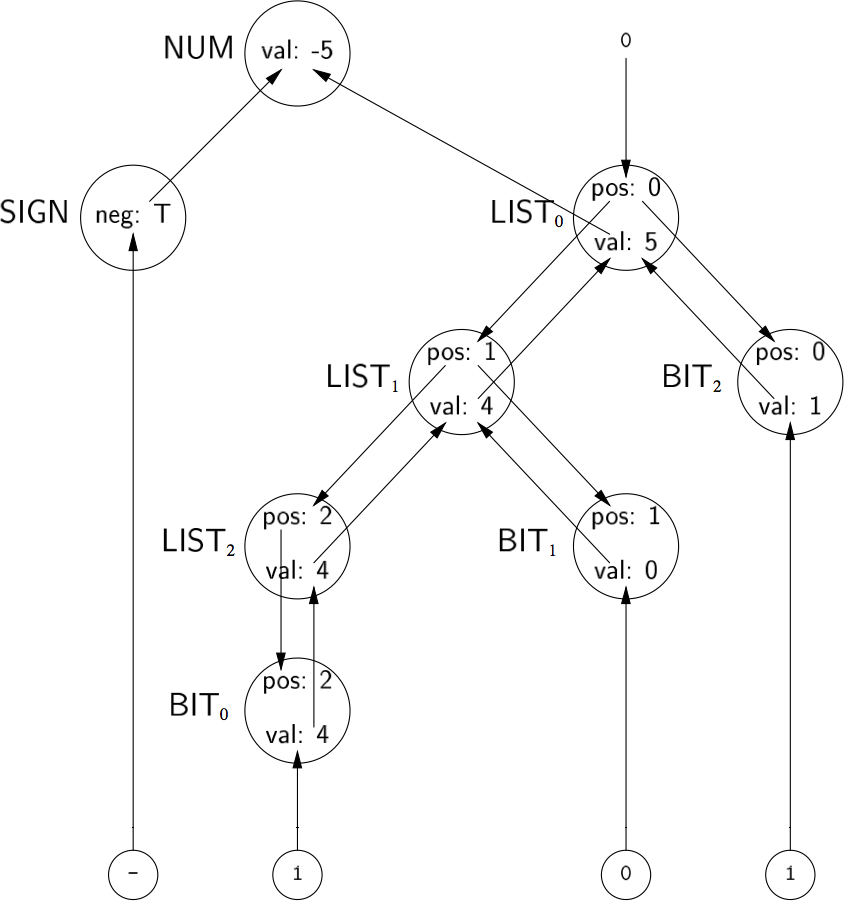 0
NUM val: -5
pos: 0
SIGN neg: T
LIST0
val: 5
pos: 1
pos: 0
LIST1
BIT2
val: 4
val: 1
pos: 2
pos: 1
LIST2
BIT1
val: 4
val: 0
pos: 2
BIT0
val: 4
-
1
0
1